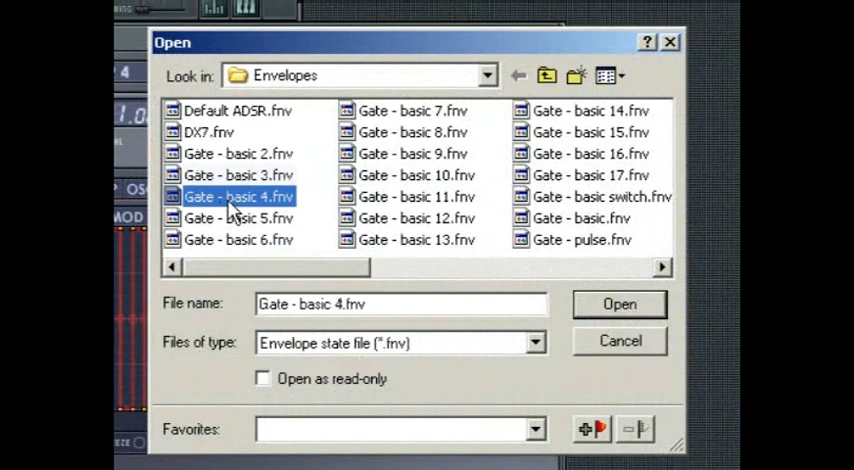 Open
4
Look in:
Envelopes
Default ADSR.fnv
DX7.fnv
Gate - basic 2.fnv
Gate - basic 3.fnv
Gate - basic 4.fnv
Gate - basic 5.fnv
Gate - basic 6.fnv
Gate - basic 7.fnv
Gate - basic 8.fnv
Gate - basic 9.fnv
Gate - basic 10.fnv
Gate - basic 11.fnv
Gate - basic 12.fnv
Gate - basic 13.fnv
Gate - basic 14.fnv
Gate - basic 15.fnv
Gate - basic 16.fnv
Gate - basic 17.fnv
Gate - basic switch.fnv
Gate - basic.fnv
Gate - pulse.fnv
MOD
File name:
Gate - basic 4.fnv
Open
Files of type:
Envelope state file (*.fnv)
Cancel
Open as read-only
Favorites: